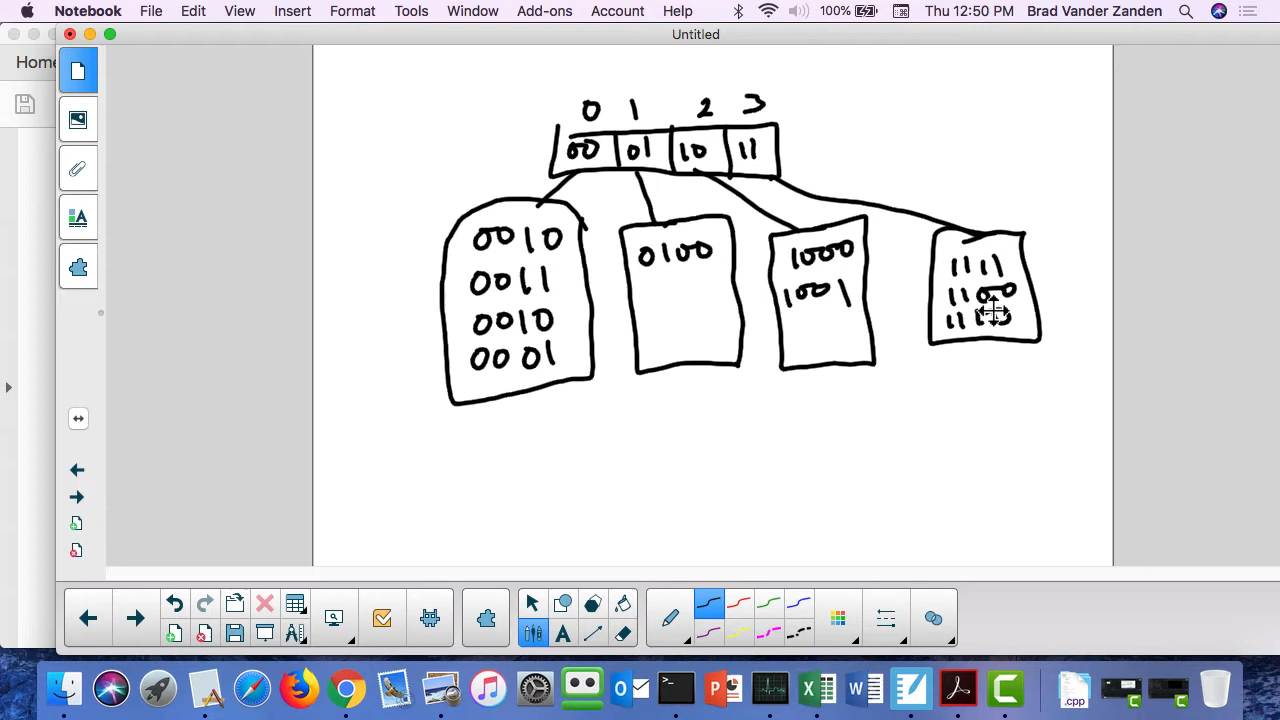 Notebook File Edit View Insert Format Tools Window Add-ons Account Help 100% Thu 12:50 PM Brad Vander Zanden
Untitled
Home
0 1 2 3
00 01 10 11
0010
0011
0010
0001
0100
1000
1001
1111
1100
.cpp